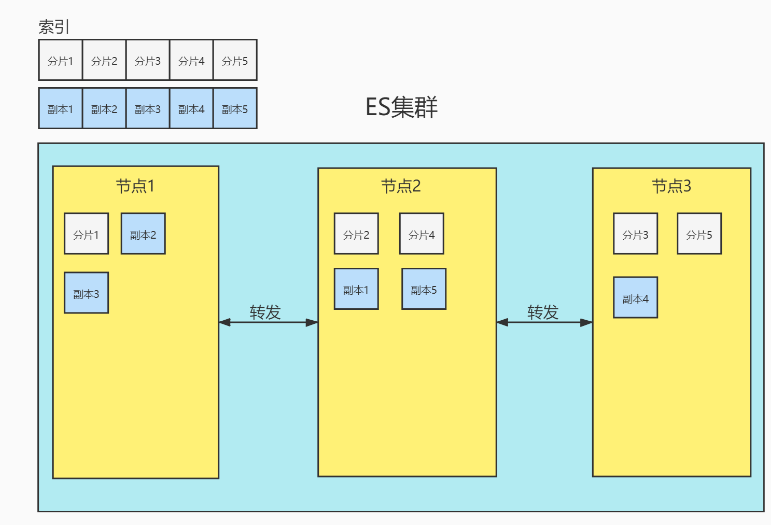 索引
分片1 分片2 分片3 分片4 分片5
副本1 副本2 副本3 副本4 副本5
ES集群
节点1
分片1 副本2
副本3
转发
节点2
分片2 分片4
副本1 副本5
转发
节点3
分片3 分片5
副本4